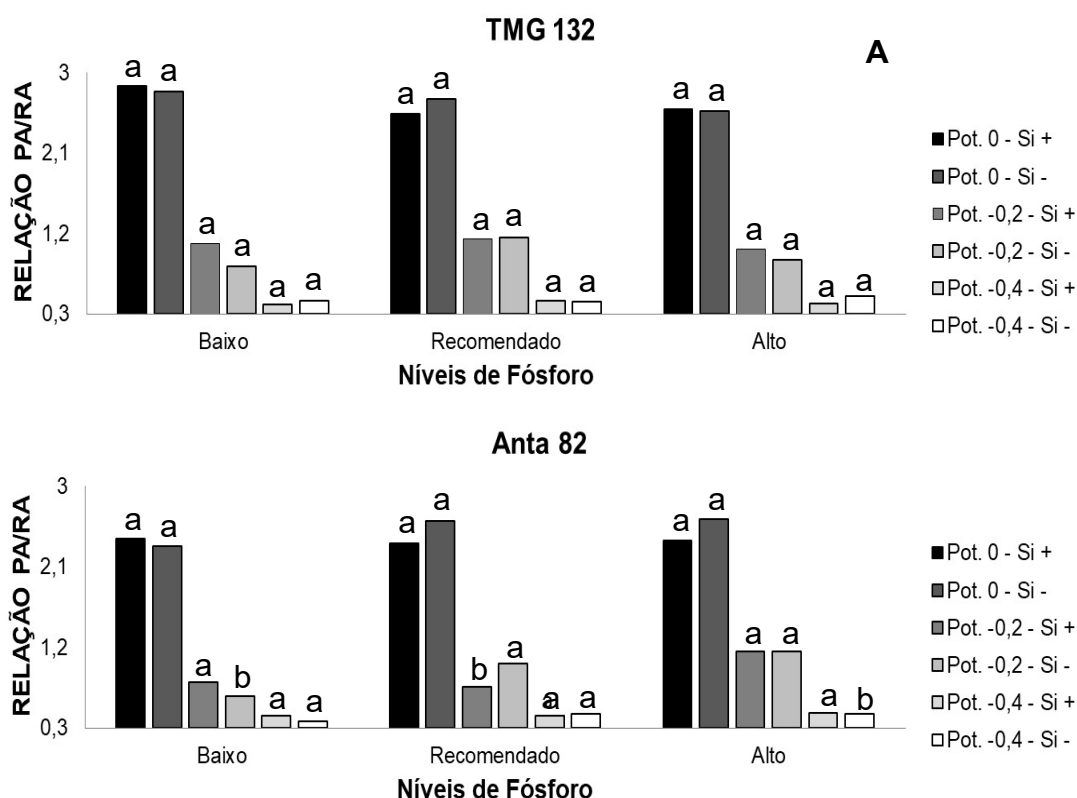 TMG 132
A
RELAÇÃO PA/RA
3
2,1
1,2
0,3
a a a a a a
a a a a a a
a a a a a a
Baixo Recomendado Alto
Níveis de Fósforo
Pot. 0 - Si +
Pot. 0 - Si -
Pot. -0,2 - Si +
Pot. -0,2 - Si -
Pot. -0,4 - Si +
Pot. -0,4 - Si -
Anta 82
RELAÇÃO PA/RA
3
2,1
1,2
0,3
a a a b a a
a a b a a a
a a a a a b
Baixo Recomendado Alto
Níveis de Fósforo
Pot. 0 - Si +
Pot. 0 - Si -
Pot. -0,2 - Si +
Pot. -0,2 - Si -
Pot. -0,4 - Si +
Pot. -0,4 - Si -